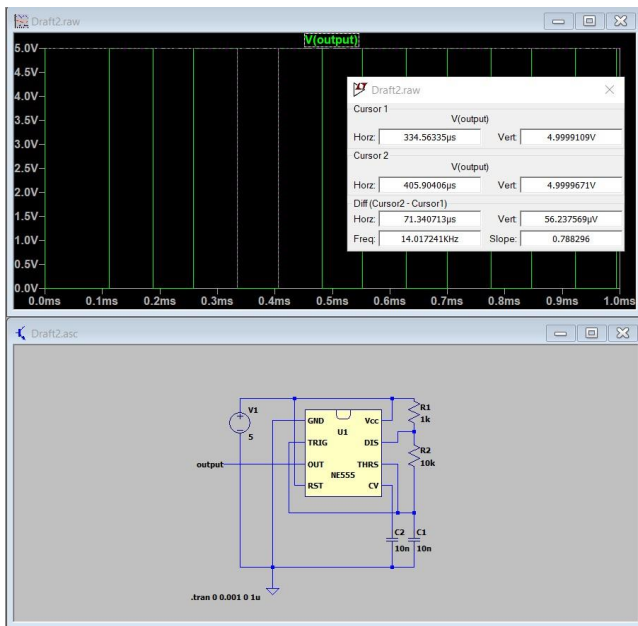 Draft2.raw
V(output)
5.0V
4.5V
4.0V
3.5V
3.0V
2.5V
2.0V
1.5V
1.0V
0.5V
0.0V
0.0ms 0.1ms 0.2ms 0.3ms 0.4ms 0.5ms 0.6ms 0.7ms 0.8ms 0.9ms 1.0ms
Draft2.raw
Cursor 1
V(output)
Horz: 334.56335µs Vert: 4.9999109V
Cursor 2
V(output)
Horz: 405.90406µs Vert: 4.9999671V
Diff (Cursor2 - Cursor1)
Horz: 71.340713µs Vert: 56.237569µV
Freq: 14.017241KHz Slope: 0.788296
Draft2.asc
V1
5
GND Vcc
U1
TRIG DIS
OUT THRS
NE555
RST CV
output
R1
1k
R2
10k
C2 C1
10n 10n
.tran 0 0.001 0 1u